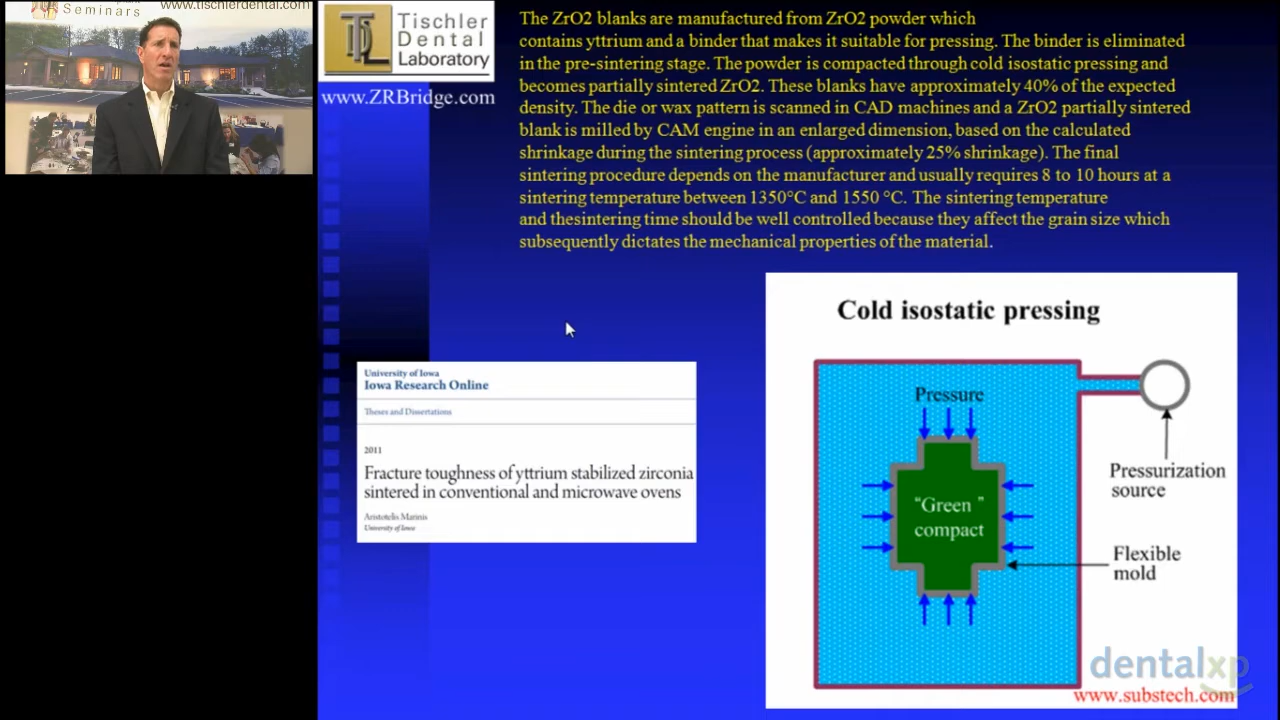 Seminars
www.tischlerdental.com
Tischler
Dental
Laboratory
TDL
www.ZRBridge.com
The ZrO2 blanks are manufactured from ZrO2 powder which
contains yttrium and a binder that makes it suitable for pressing. The binder is eliminated
in the pre-sintering stage. The powder is compacted through cold isostatic pressing and
becomes partially sintered ZrO2. These blanks have approximately 40% of the expected
density. The die or wax pattern is scanned in CAD machines and a ZrO2 partially sintered
blank is milled by CAM engine in an enlarged dimension, based on the calculated
shrinkage during the sintering process (approximately 25% shrinkage). The final
sintering procedure depends on the manufacturer and usually requires 8 to 10 hours at a
sintering temperature between 1350°C and 1550 °C. The sintering temperature
and thesintering time should be well controlled because they affect the grain size which
subsequently dictates the mechanical properties of the material.
University of Iowa
Iowa Research Online
Theses and Dissertations
2011
Fracture toughness of yttrium stabilized zirconia
sintered in conventional and microwave ovens
Aristotelis Marinis
University of Iowa
Cold isostatic pressing
Pressure
"Green "
compact
Pressurization
source
Flexible
mold
dentalxp
www.substech.com